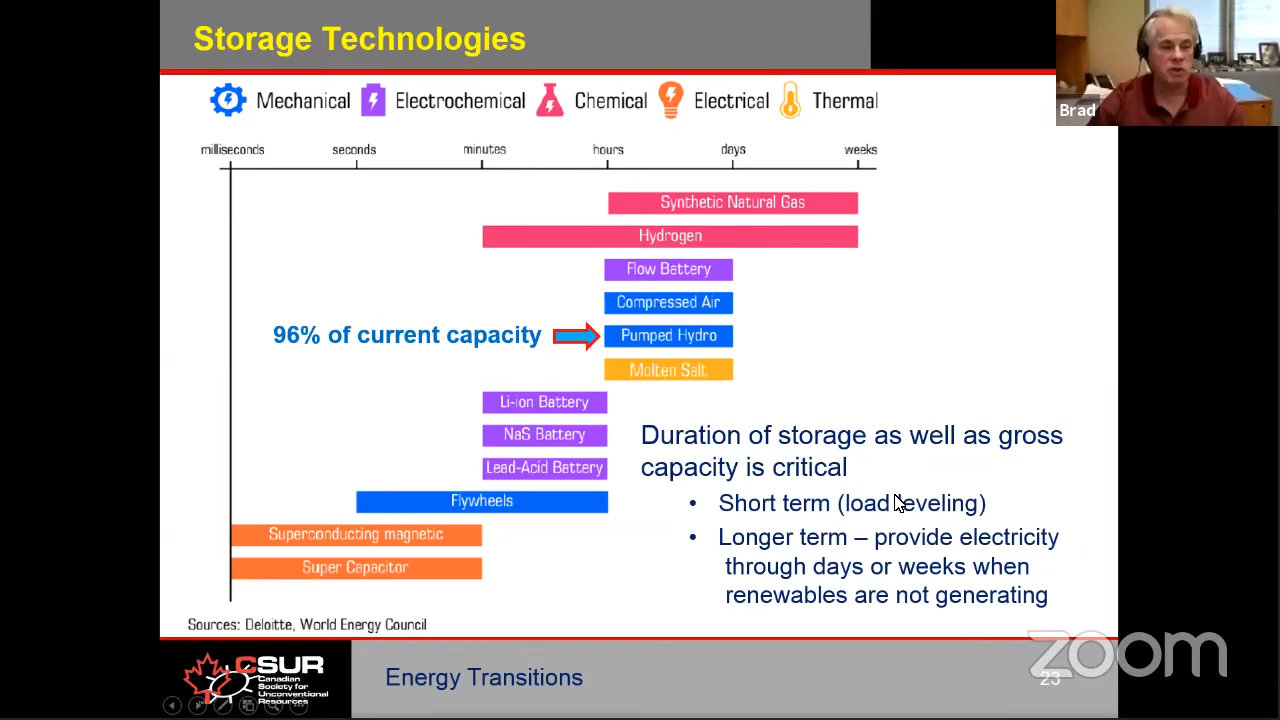 Storage Technologies
Brad
Mechanical Electrochemical Chemical Electrical Thermal
milliseconds seconds minutes hours days weeks
Synthetic Natural Gas
Hydrogen
Flow Battery
Compressed Air
96% of current capacity
Pumped Hydro
Molten Salt
Li-ion Battery
NaS Battery
Lead-Acid Battery
Flywheels
Superconducting magnetic
Super Capacitor
Duration of storage as well as gross
capacity is critical
• Short term (load leveling)
• Longer term – provide electricity
through days or weeks when
renewables are not generating
Sources: Deloitte, World Energy Council
CSUR
Canadian
Society for
Unconventional
Resources
Energy Transitions
zoom
23